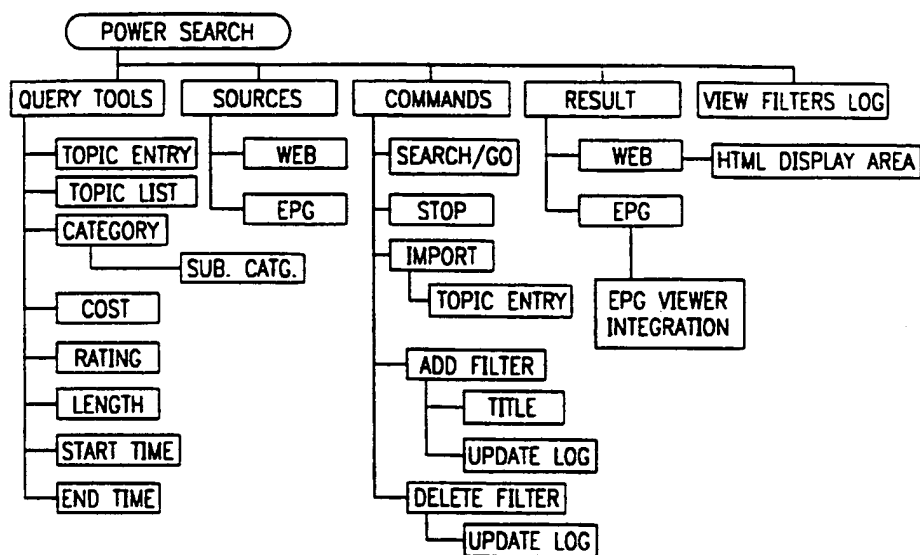 POWER SEARCH
QUERY TOOLS
SOURCES
COMMANDS
RESULT
VIEW FILTERS LOG
TOPIC ENTRY
TOPIC LIST
CATEGORY
SUB. CATG.
COST
RATING
LENGTH
START TIME
END TIME
WEB
EPG
SEARCH/GO
STOP
IMPORT
TOPIC ENTRY
ADD FILTER
TITLE
UPDATE LOG
DELETE FILTER
UPDATE LOG
WEB
HTML DISPLAY AREA
EPG
EPG VIEWER
INTEGRATION